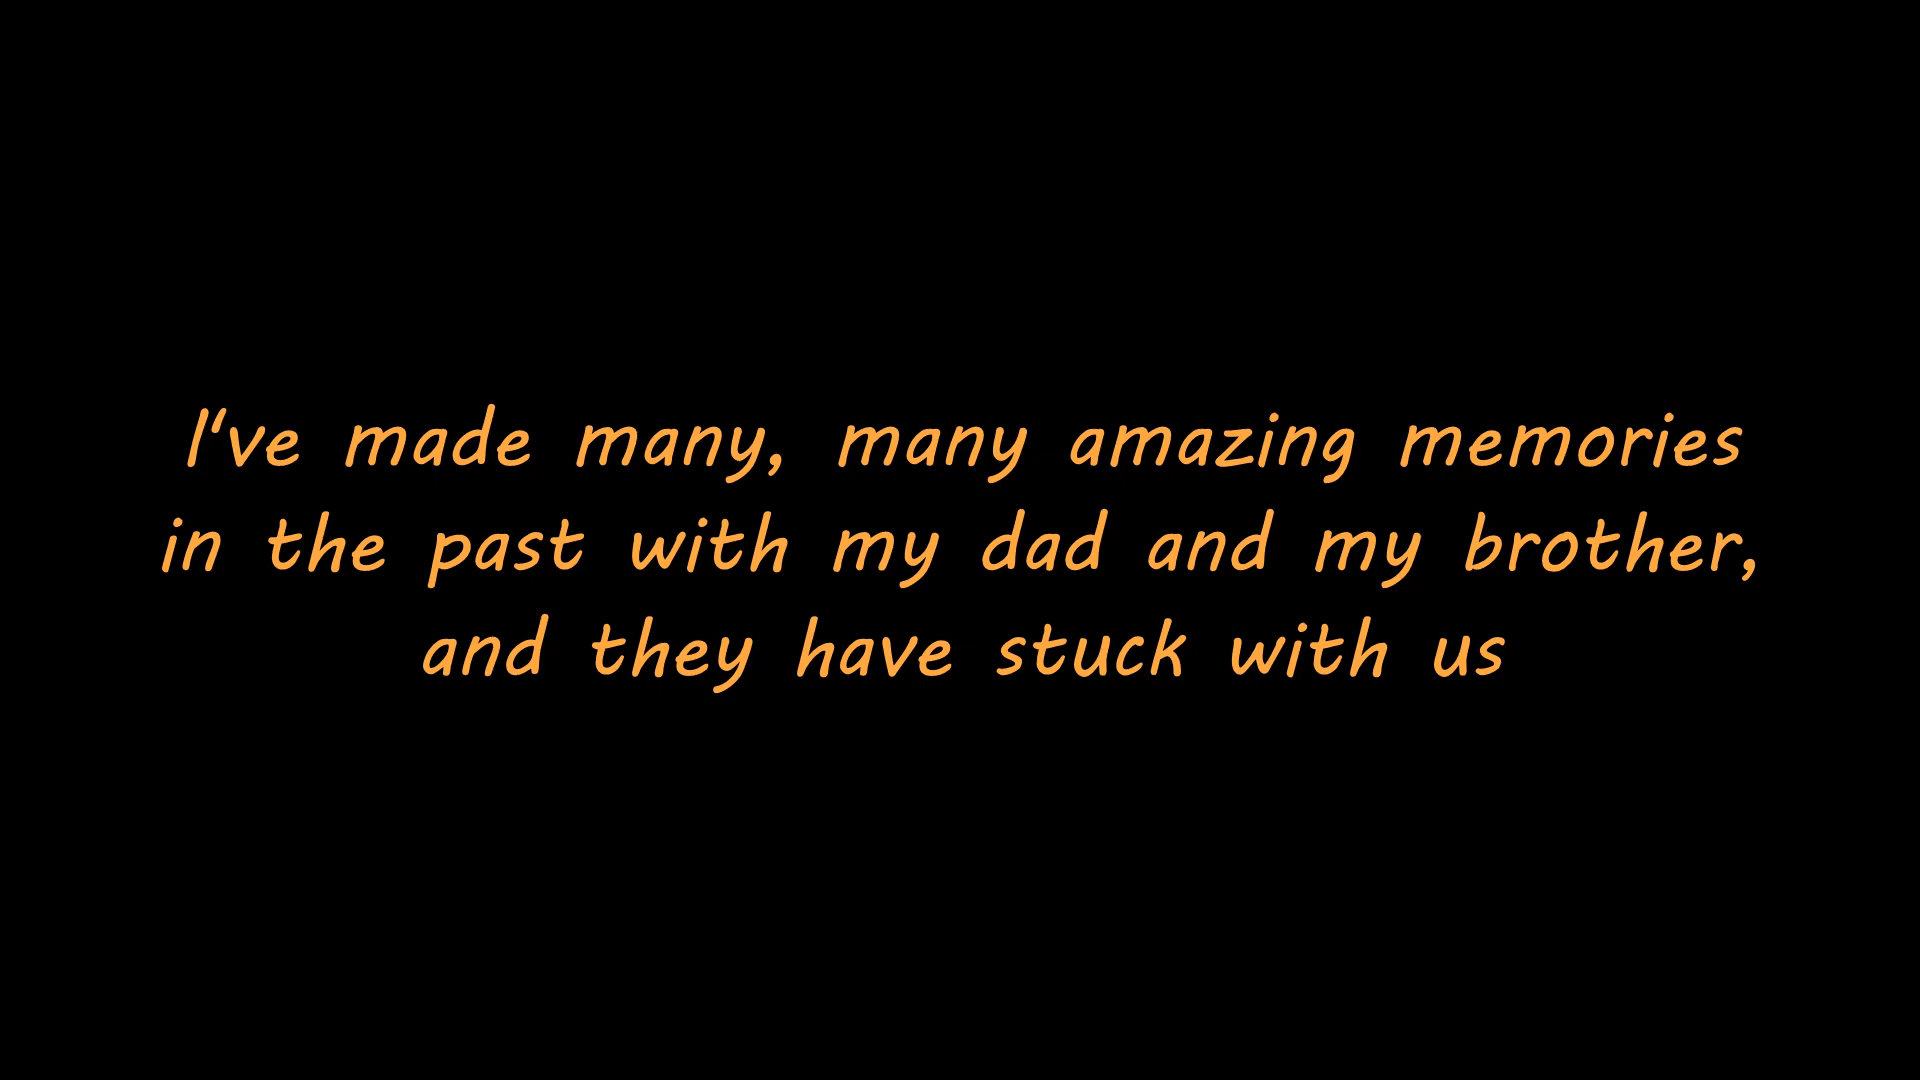 I've made many, many amazing memories
in the past with my dad and my brother,
and they have stuck with us